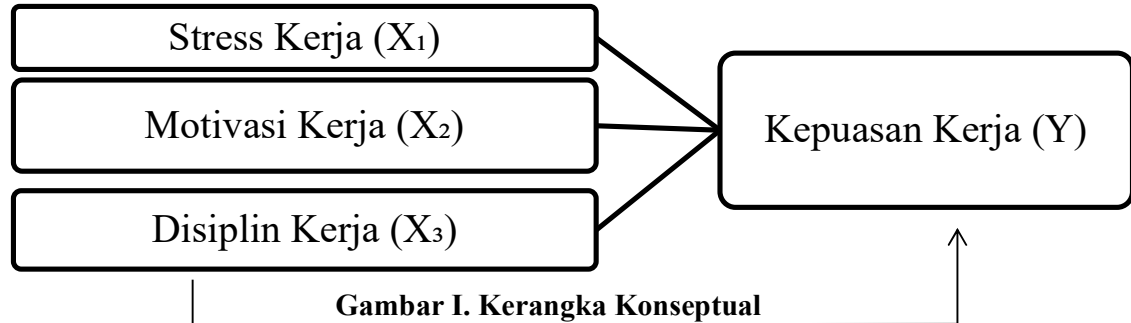 Stress Kerja (X₁)
Motivasi Kerja (X₂)
Kepuasan Kerja (Y)
Disiplin Kerja (X₃)
Gambar I. Kerangka Konseptual